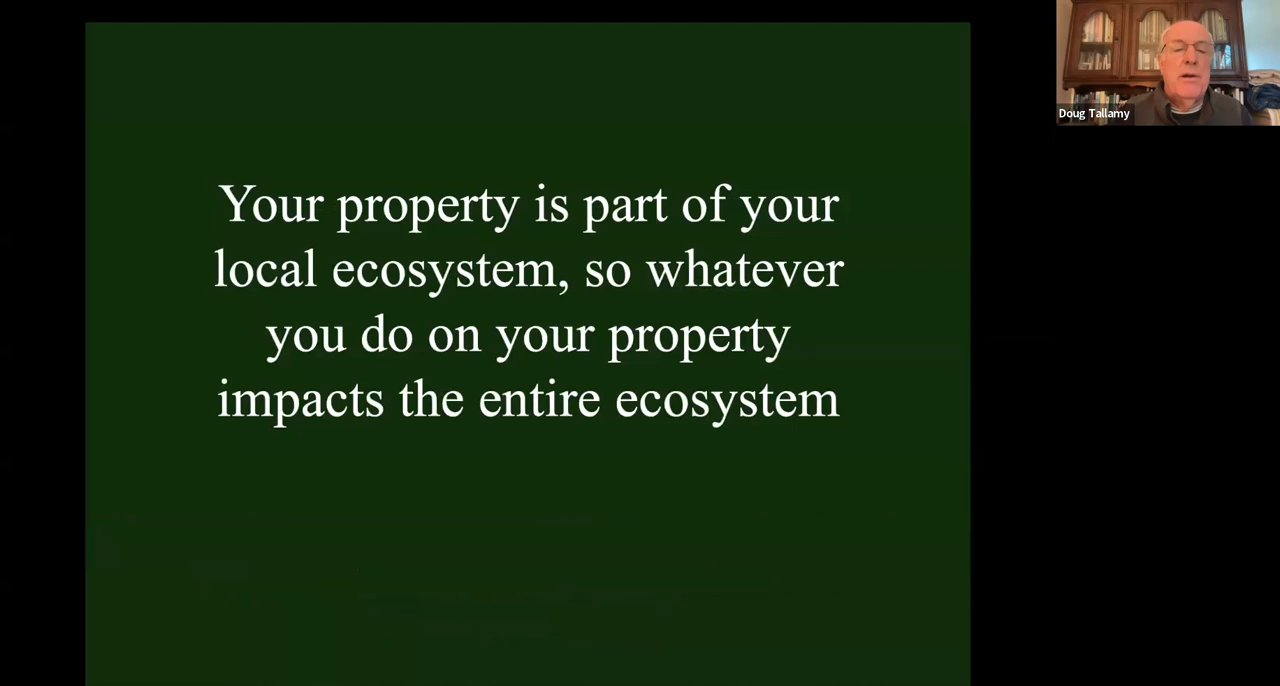 Your property is part of your
local ecosystem, so whatever
you do on your property
impacts the entire ecosystem
Doug Tallamy